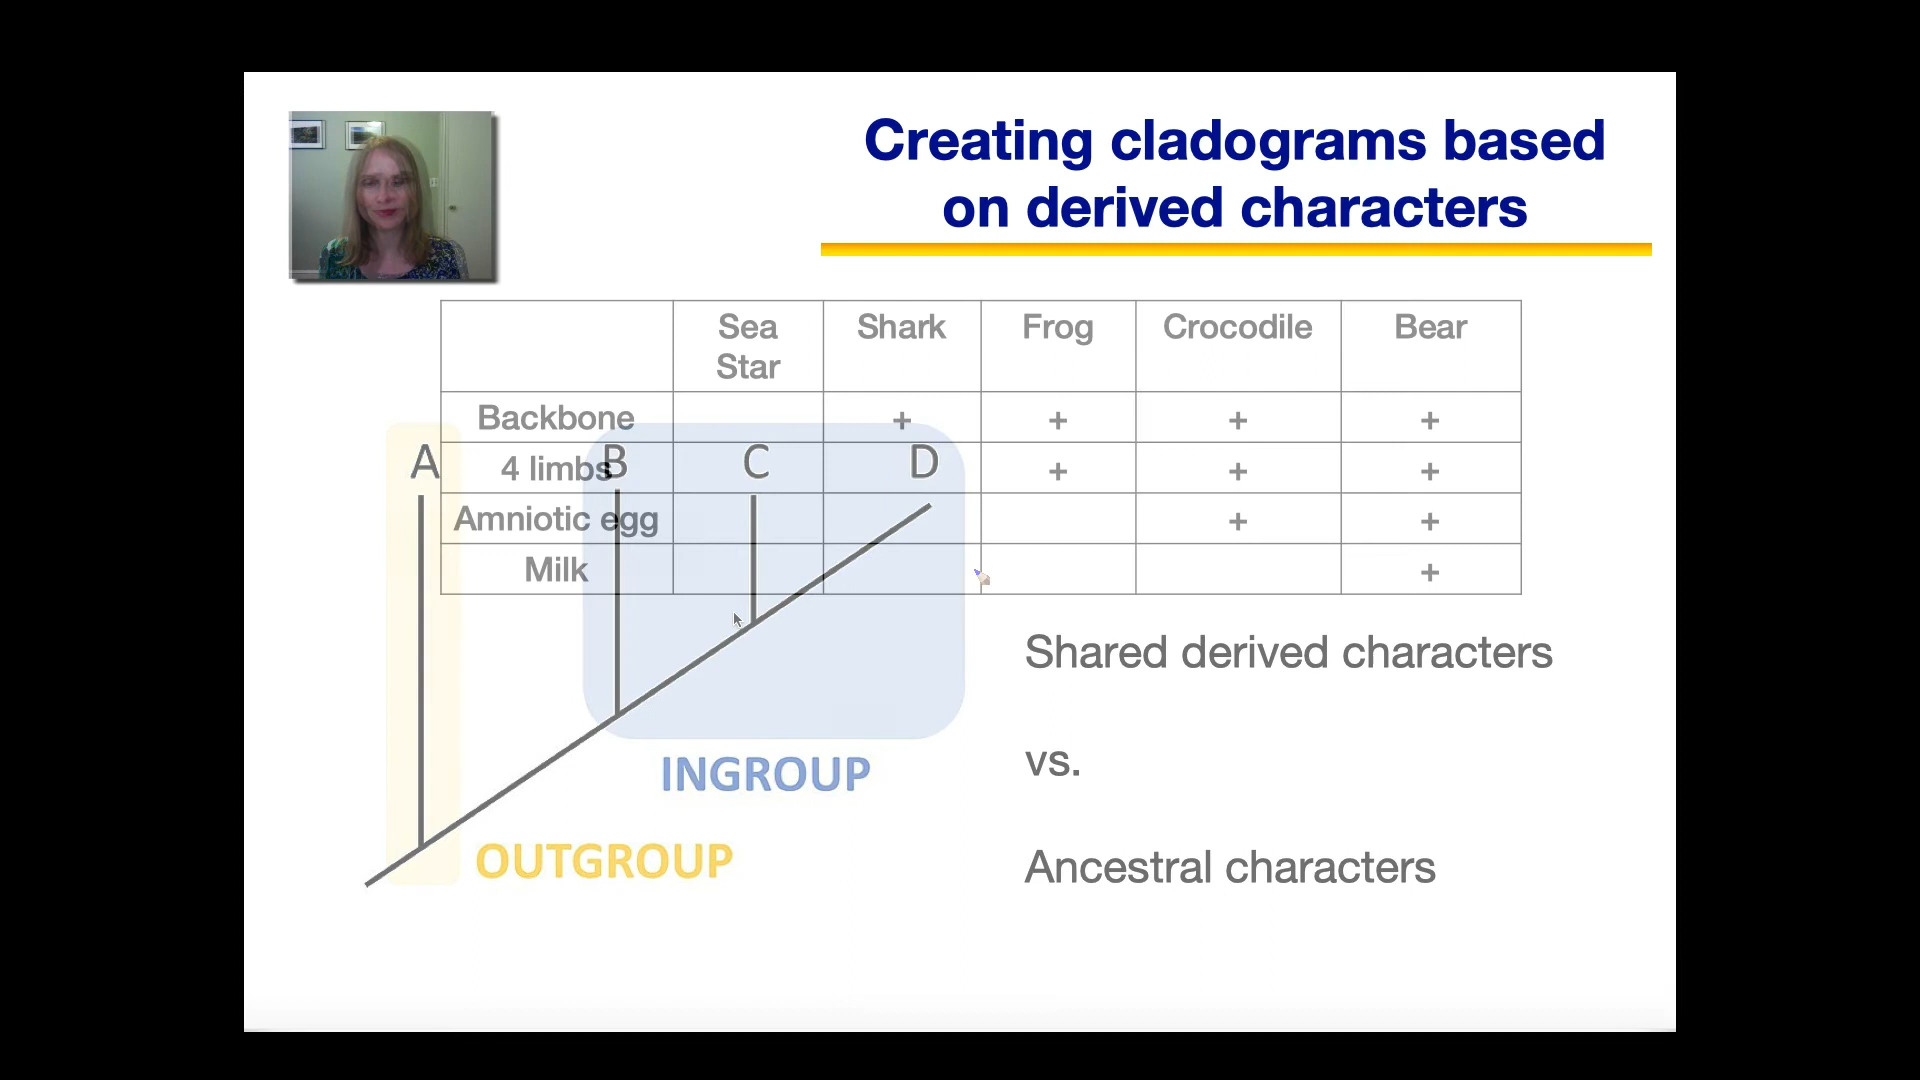 Creating cladograms based
on derived characters
Sea Star Shark Frog Crocodile Bear
Backbone + + + +
4 limbs + + +
Amniotic egg + +
Milk +
A B C D
INGROUP
OUTGROUP
Shared derived characters
vs.
Ancestral characters